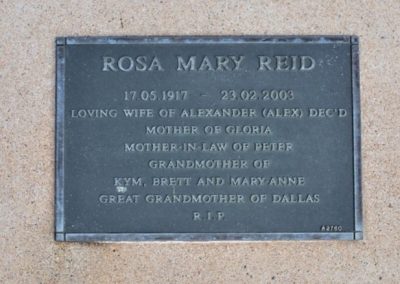 ROSA MARY REID
17.05.1917 - 23.02.2003
LOVING WIFE OF ALEXANDER (ALEX) DEC'D
MOTHER OF GLORIA
MOTHER-IN-LAW OF PETER
GRANDMOTHER OF
KYM, BRETT AND MARY-ANNE
GREAT GRANDMOTHER OF DALLAS
R.I.P